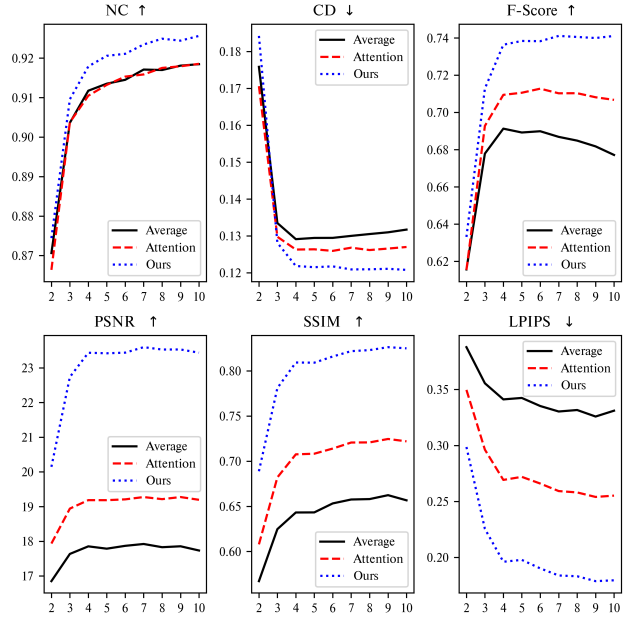 NC ↑
0.92
0.91
0.90
0.89
0.88
0.87
Average
Attention
Ours
2 3 4 5 6 7 8 9 10
CD ↓
0.18
0.17
0.16
0.15
0.14
0.13
0.12
Average
Attention
Ours
2 3 4 5 6 7 8 9 10
F-Score ↑
0.74
0.72
0.70
0.68
0.66
0.64
0.62
Average
Attention
Ours
2 3 4 5 6 7 8 9 10
PSNR ↑
23
22
21
20
19
18
17
Average
Attention
Ours
2 3 4 5 6 7 8 9 10
SSIM ↑
0.80
0.75
0.70
0.65
0.60
Average
Attention
Ours
2 3 4 5 6 7 8 9 10
LPIPS ↓
0.35
0.30
0.25
0.20
Average
Attention
Ours
2 3 4 5 6 7 8 9 10